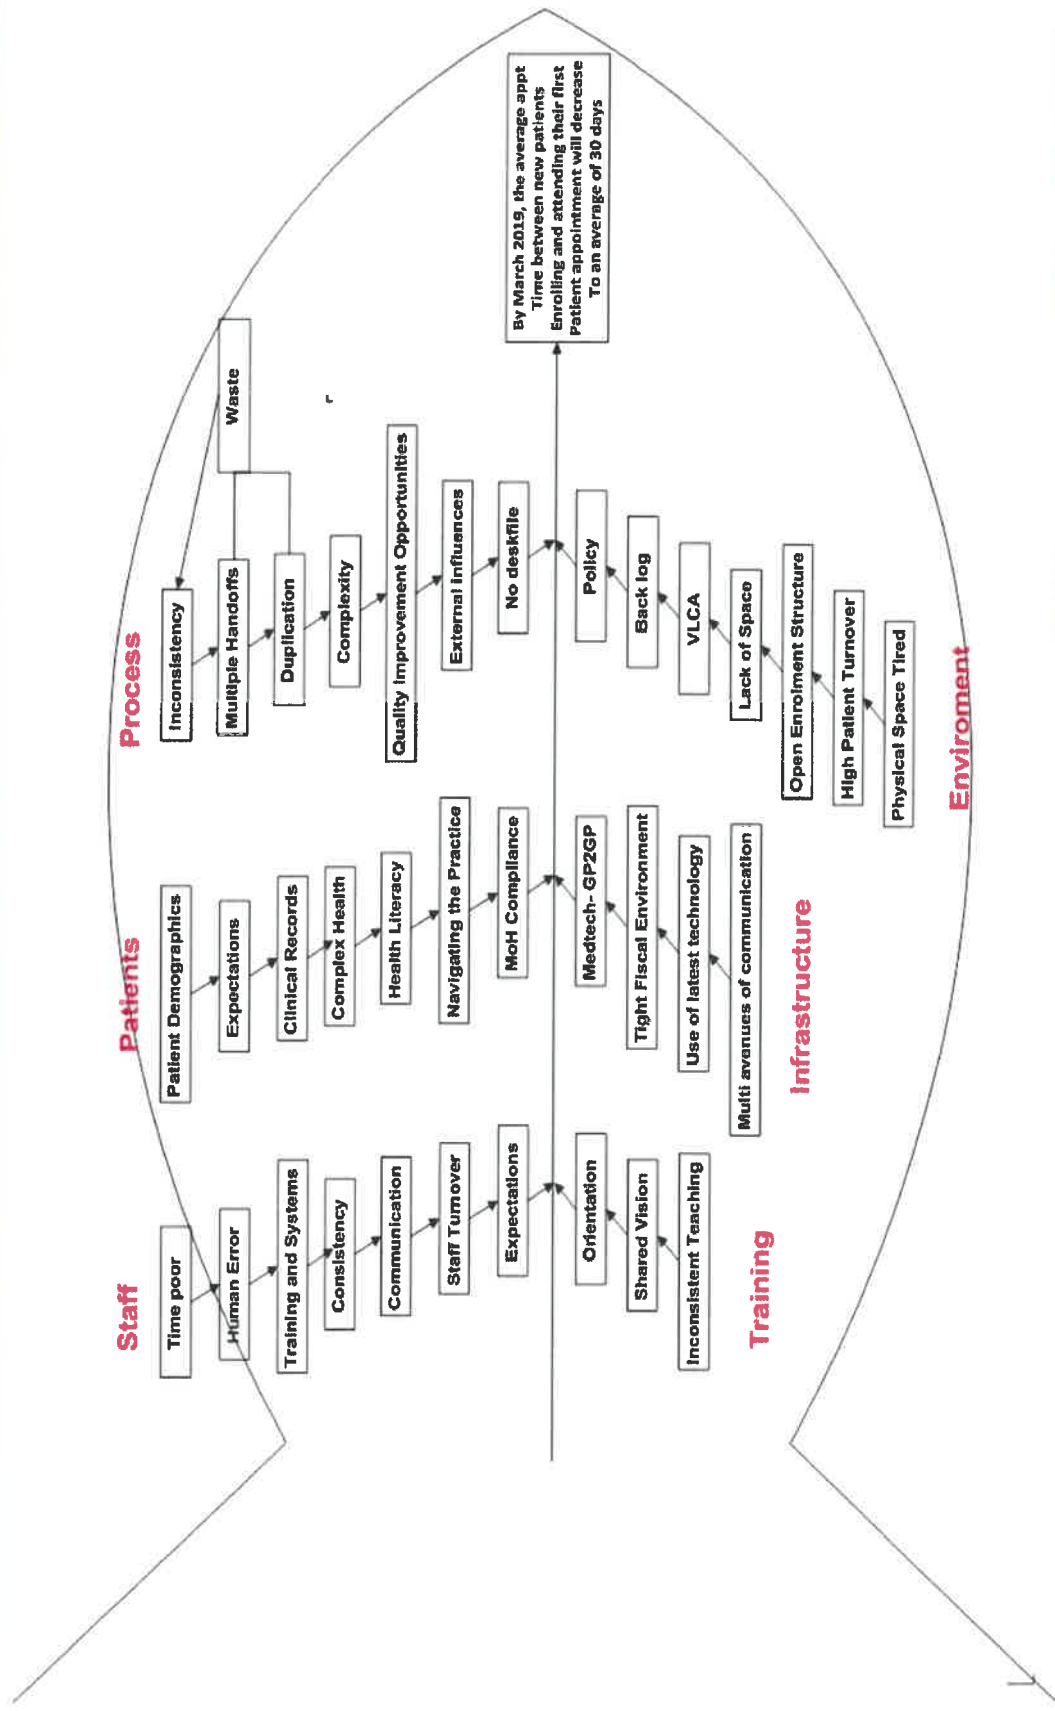 Staff
Time poor
Human Error
Training and Systems
Consistency
Communication
Staff Turnover
Expectations
Patients
Patient Demographics
Expectations
Clinical Records
Complex Health
Health Literacy
Navigating the Practice
MoH Compliance
Process
Inconsistency
Multiple Handoffs
Duplication
Waste
Complexity
Quality Improvement Opportunities
External influences
No deskfile
By March 2019, the average appt
Time between new patients
Enrolling and attending their first
Patient appointment will decrease
To an average of 30 days
Orientation
Shared Vision
Inconsistent Teaching
Training
Medtech- GP2GP
Tight Fiscal Environment
Use of latest technology
Multi avenues of communication
Infrastructure
Policy
Back log
VLCA
Lack of Space
Open Enrolment Structure
High Patient Turnover
Physical Space Tired
Enviroment